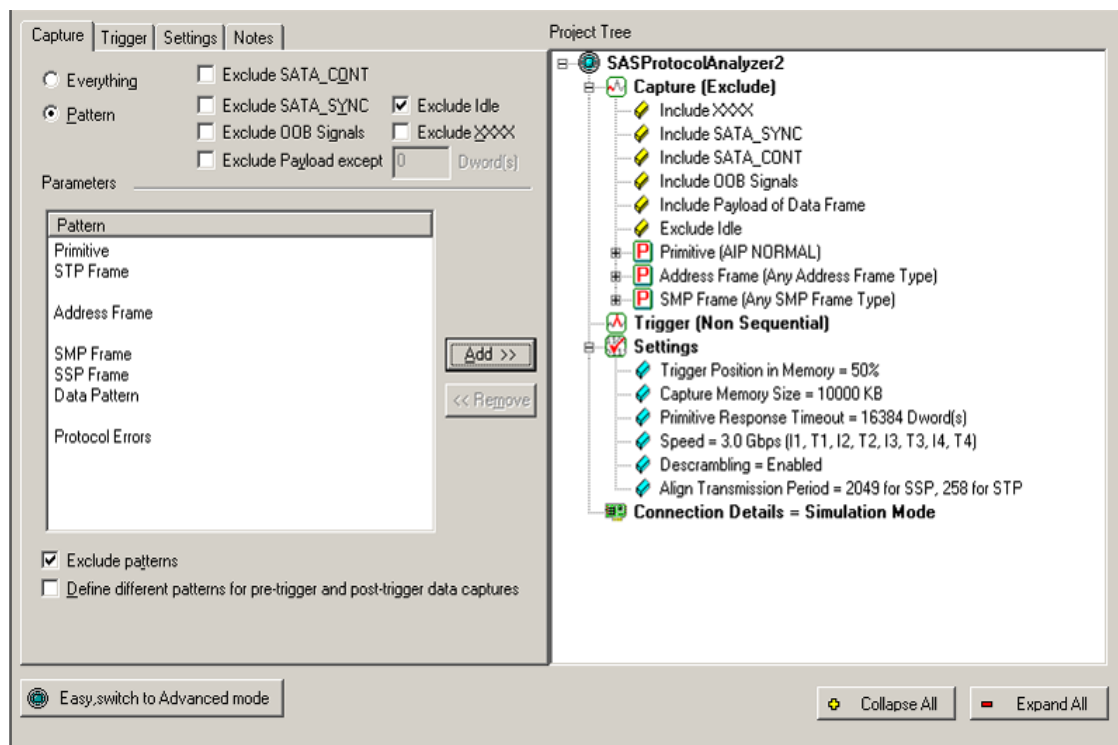 Capture
Trigger
Settings
Notes
Everything
Pattern
Exclude SATA_CONT
Exclude SATA_SYNC
Exclude Idle
Exclude OOB Signals
Exclude XXXX
Exclude Payload except
0
Dword(s)
Parameters
Pattern
Primitive
STP Frame
Address Frame
SMP Frame
SSP Frame
Data Pattern
Protocol Errors
Add >>
<< Remove
Exclude patterns
Define different patterns for pre-trigger and post-trigger data captures
Easy,switch to Advanced mode
Project Tree
SASProtocolAnalyzer2
Capture (Exclude)
Include XXXX
Include SATA_SYNC
Include SATA_CONT
Include OOB Signals
Include Payload of Data Frame
Exclude Idle
P Primitive (AIP NORMAL)
P Address Frame (Any Address Frame Type)
P SMP Frame (Any SMP Frame Type)
Trigger (Non Sequential)
Settings
Trigger Position in Memory = 50%
Capture Memory Size = 10000 KB
Primitive Response Timeout = 16384 Dword(s)
Speed = 3.0 Gbps (I1, T1, I2, T2, I3, T3, I4, T4)
Descrambling = Enabled
Align Transmission Period = 2049 for SSP, 258 for STP
Connection Details = Simulation Mode
Collapse All
Expand All